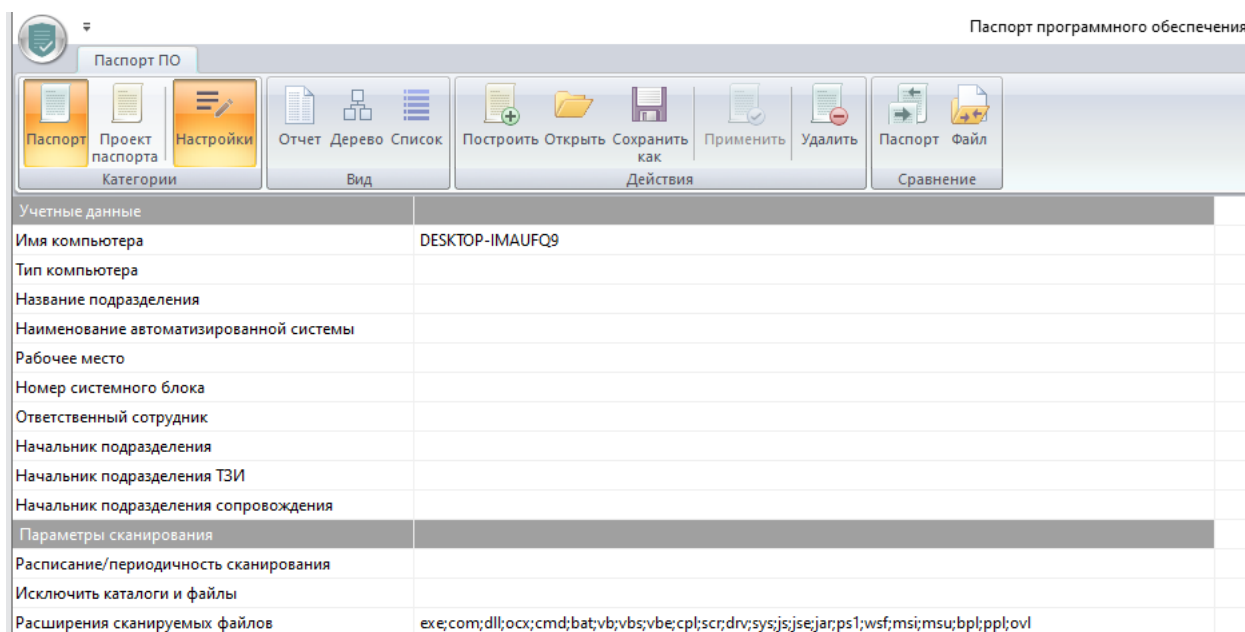 Паспорт программного обеспечения
Паспорт ПО
Паспорт Проект паспорта Настройки Отчет Дерево Список Построить Открыть Сохранить как Применить Удалить Паспорт Файл
Категории Вид Действия Сравнение
Учетные данные
Имя компьютера DESKTOP-IMAUFQ9
Тип компьютера
Название подразделения
Наименование автоматизированной системы
Рабочее место
Номер системного блока
Ответственный сотрудник
Начальник подразделения
Начальник подразделения ТЗИ
Начальник подразделения сопровождения
Параметры сканирования
Расписание/периодичность сканирования
Исключить каталоги и файлы
Расширения сканируемых файлов exe;com;dll;ocx;cmd;bat;vb;vbs;vbe;cpl;scr;drv;sys;js;jse;jar;ps1;wsf;msi;msu;bpl;ppl;ovl